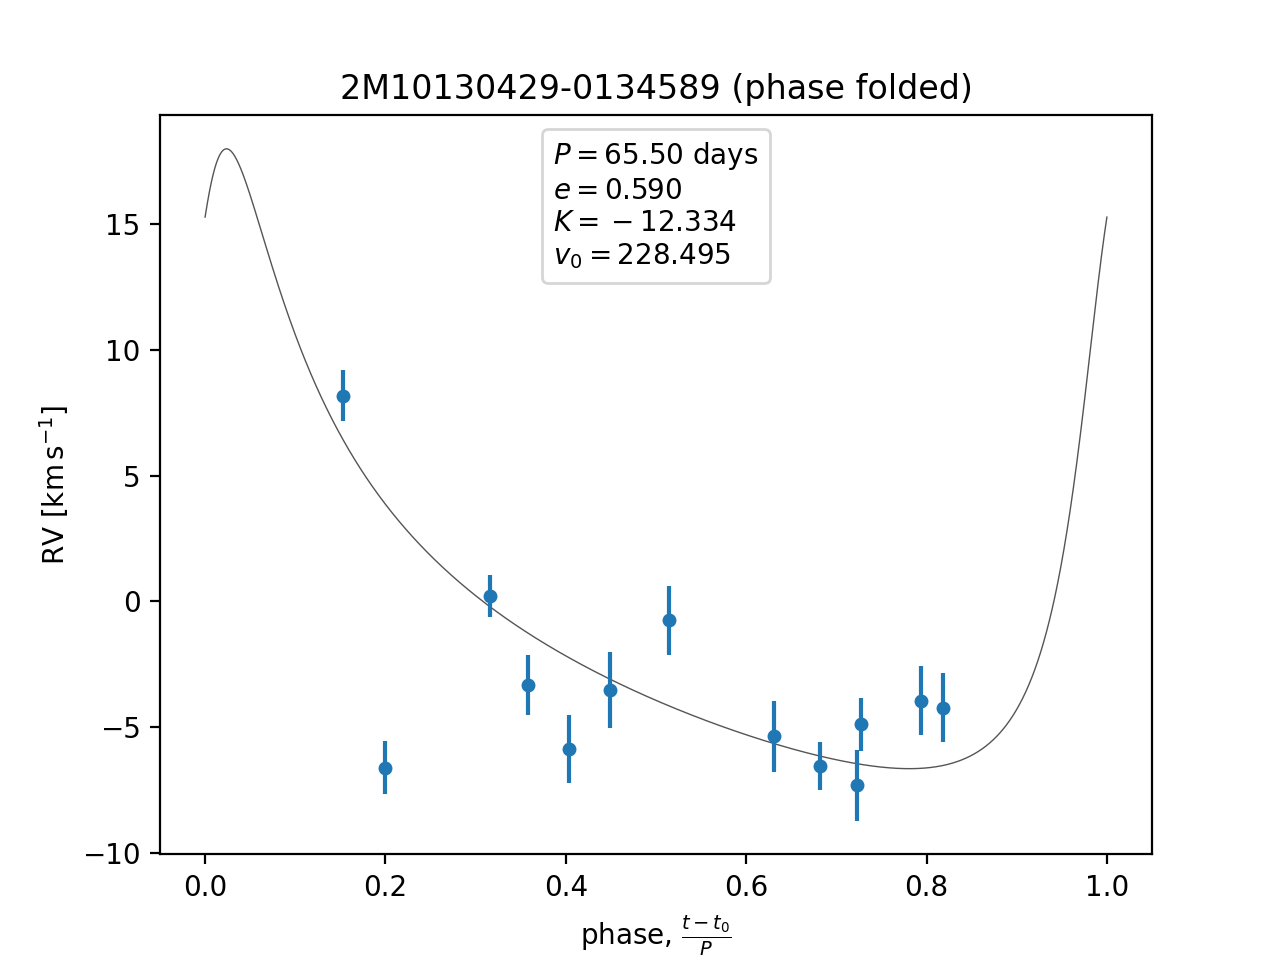 2M10130429-0134589 (phase folded)
P = 65.50 days
e = 0.590
K = −12.334
v₀ = 228.495
RV [km s⁻¹]
15
10
5
0
−5
−10
0.0 0.2 0.4 0.6 0.8 1.0
phase, (t − t₀)/P